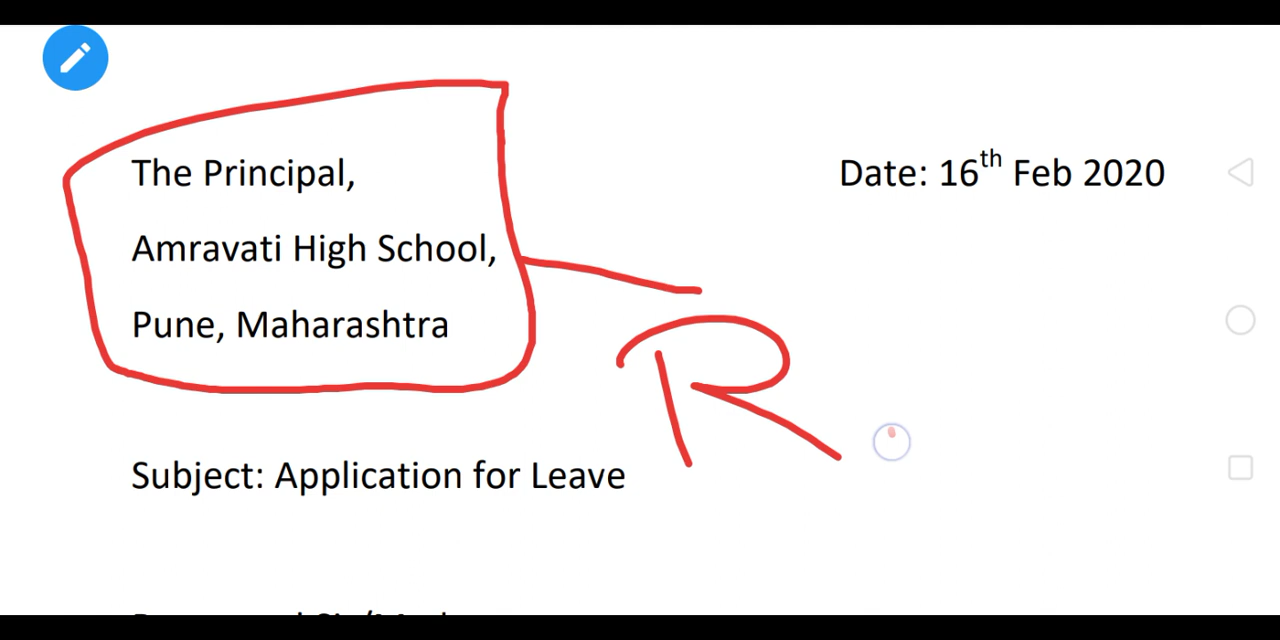 The Principal,
Date: 16th Feb 2020
Amravati High School,
Pune, Maharashtra
R
Subject: Application for Leave